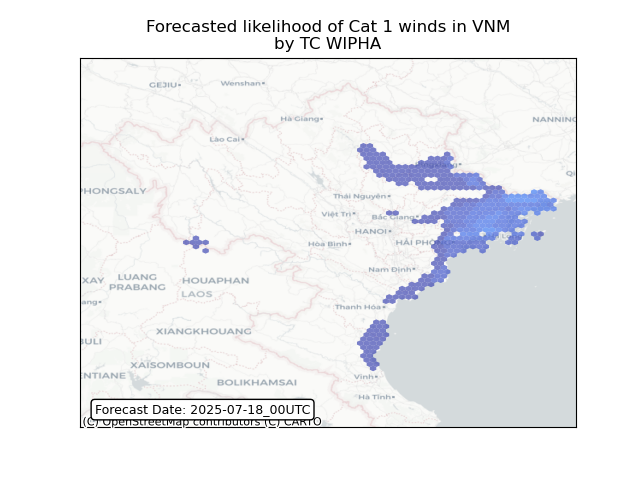 Forecasted likelihood of Cat 1 winds in VNM
by TC WIPHA
GEJIU
Wenshan
NANNING
Hà Giang
Lào Cai
PHONGSALY
Thái Nguyên
Việt Trì
Bắc Giang
HANOI
Hòa Bình
HẢI PHÒNG
Nam Định
XAY
LUANG
PRABANG
HOUAPHAN
LAOS
ang
Thanh Hóa
XIANGKHOUANG
ULI
XAISOMBOUN
Vinh
ENTIANE
BOLIKHAMSAI
Hà Tĩnh
Forecast Date: 2025-07-18_00UTC
(C) OpenStreetMap contributors (C) CARTO